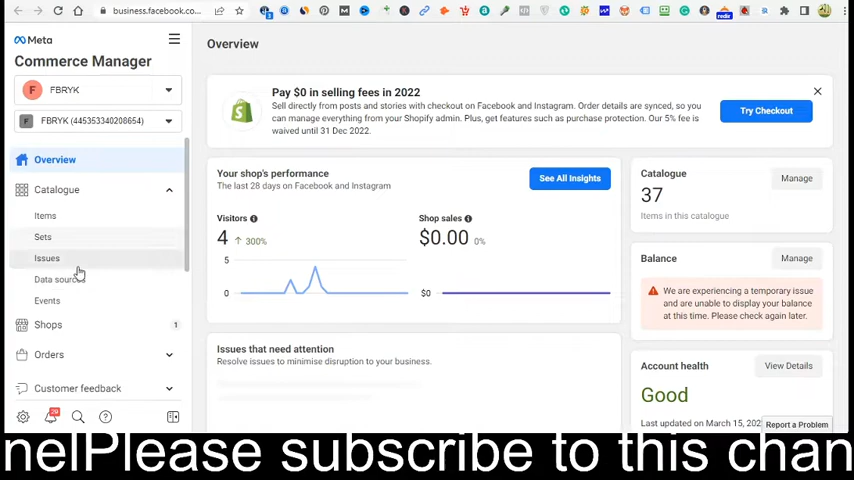 business.facebook.co...
Meta
Commerce Manager
F
FBRYK
F
FBRYK (445353340208654)
Overview
Catalogue
Items
Sets
Issues
Data sources
Events
Shops
1
Orders
Customer feedback
Overview
Pay $0 in selling fees in 2022
Sell directly from posts and stories with checkout on Facebook and Instagram. Order details are synced, so you
can manage everything from your Shopify admin. Plus, get features such as purchase protection. Our 5% fee is
waived until 31 Dec 2022.
Try Checkout
Your shop's performance
The last 28 days on Facebook and Instagram
See All Insights
Visitors
4 ↑ 300%
5
0
Shop sales
$0.00 0%
$0
Issues that need attention
Resolve issues to minimise disruption to your business.
Catalogue
Manage
37
Items in this catalogue
Balance
Manage
We are experiencing a temporary issue
and are unable to display your balance
at this time. Please check again later.
Account health
View Details
Good
Last updated on March 15, 202
Report a Problem
nelPlease subscribe to this chan